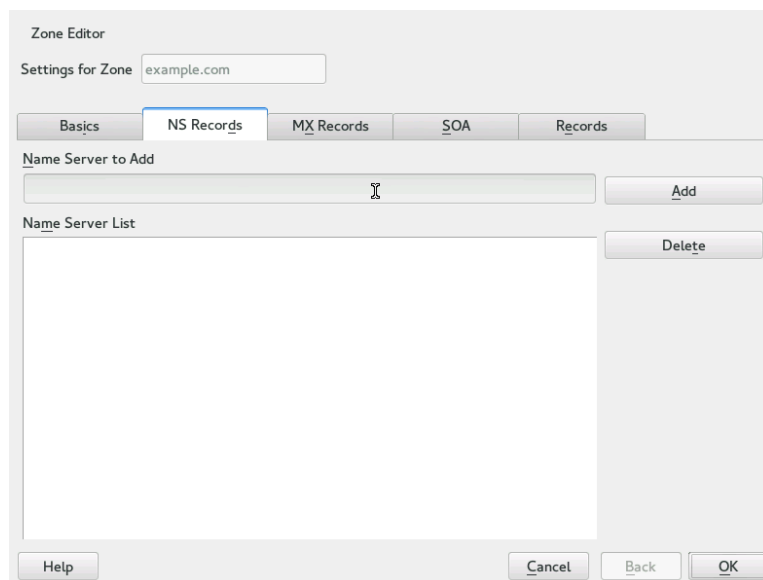 Zone Editor
Settings for Zone example.com
Basics NS Records MX Records SOA Records
Name Server to Add
Add
Name Server List
Delete
Help Cancel Back OK